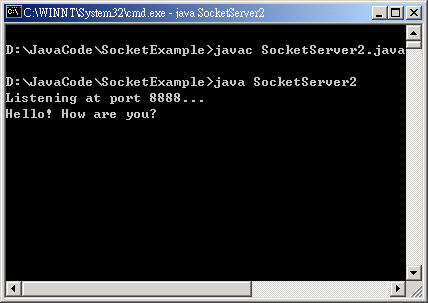 C:\WINNT\System32\cmd.exe - java SocketServer2
D:\JavaCode\SocketExample>javac SocketServer2.java
D:\JavaCode\SocketExample>java SocketServer2
Listening at port 8888...
Hello! How are you?